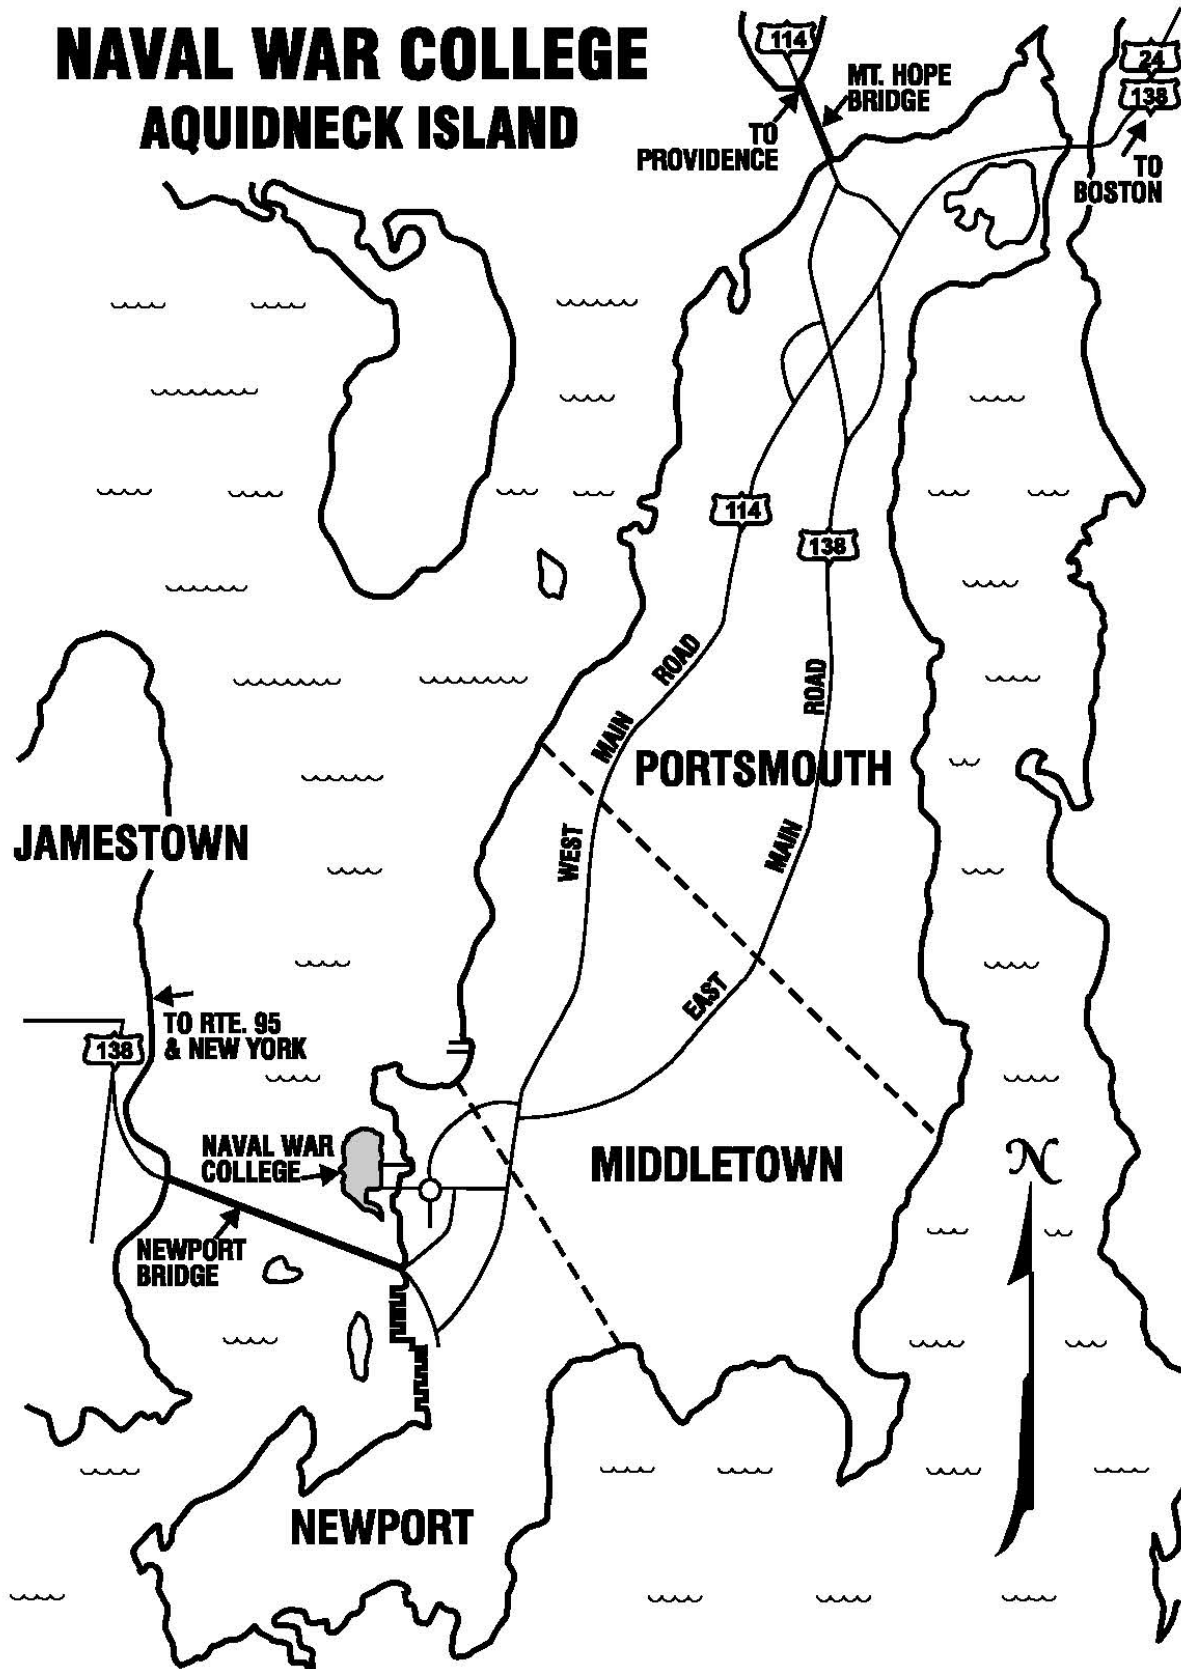 NAVAL WAR COLLEGE
AQUIDNECK ISLAND
114
24
138
MT. HOPE
BRIDGE
TO
PROVIDENCE
TO
BOSTON
114
138
WEST MAIN ROAD
EAST MAIN ROAD
PORTSMOUTH
JAMESTOWN
TO RTE. 95
& NEW YORK
138
NAVAL WAR
COLLEGE
MIDDLETOWN
N
NEWPORT
BRIDGE
NEWPORT